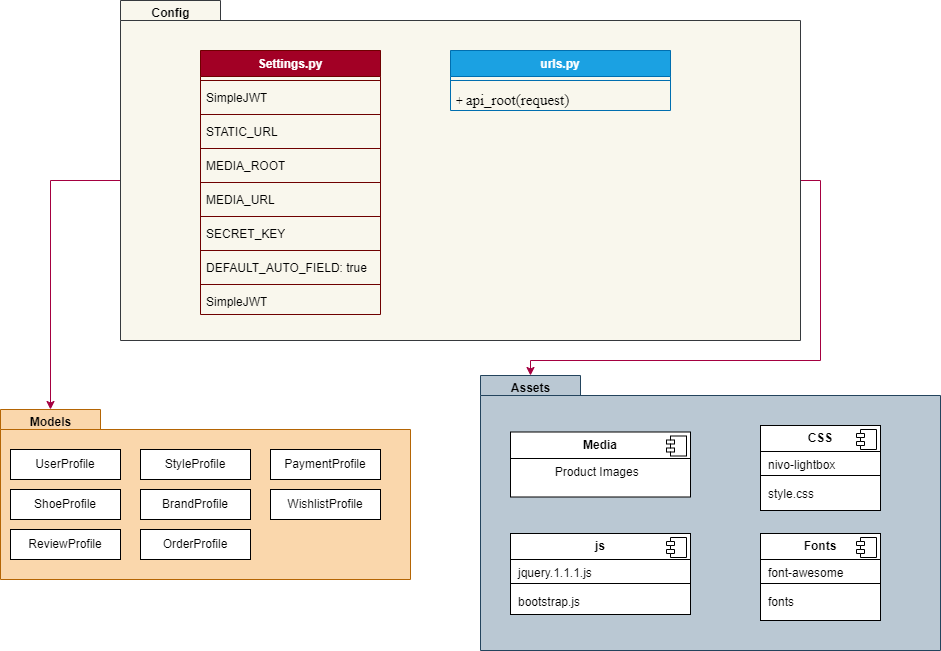 Config
Settings.py
SimpleJWT
STATIC_URL
MEDIA_ROOT
MEDIA_URL
SECRET_KEY
DEFAULT_AUTO_FIELD: true
SimpleJWT
urls.py
+ api_root(request)
Models
UserProfile
StyleProfile
PaymentProfile
ShoeProfile
BrandProfile
WishlistProfile
ReviewProfile
OrderProfile
Assets
Media
Product Images
CSS
nivo-lightbox
style.css
js
jquery.1.1.1.js
bootstrap.js
Fonts
font-awesome
fonts